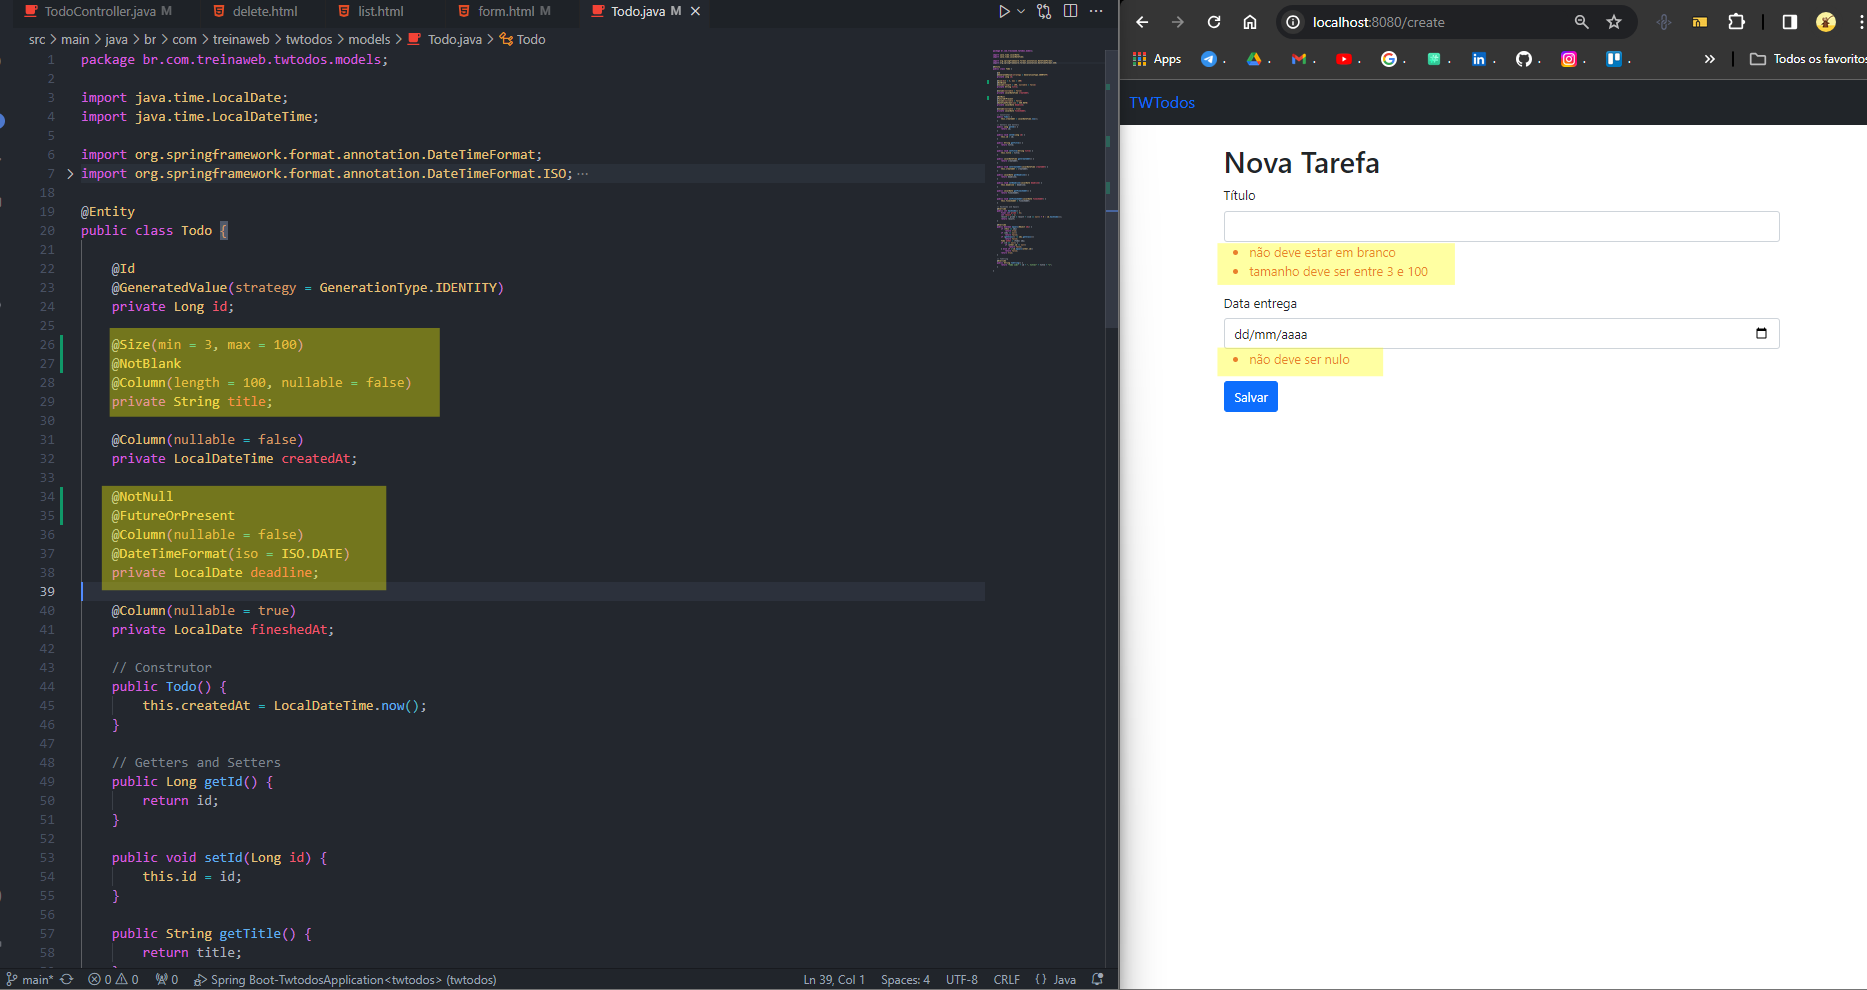 TodoController.java M
delete.html
list.html
form.html M
Todo.java M
src > main > java > br > com > treinaweb > twtodos > models > Todo.java > Todo
1 package br.com.treinaweb.twtodos.models;
2
3 import java.time.LocalDate;
4 import java.time.LocalDateTime;
5
6 import org.springframework.format.annotation.DateTimeFormat;
7 import org.springframework.format.annotation.DateTimeFormat.ISO; ...
18
19 @Entity
20 public class Todo {
21
22 @Id
23 @GeneratedValue(strategy = GenerationType.IDENTITY)
24 private Long id;
25
26 @Size(min = 3, max = 100)
27 @NotBlank
28 @Column(length = 100, nullable = false)
29 private String title;
30
31 @Column(nullable = false)
32 private LocalDateTime createdAt;
33
34 @NotNull
35 @FutureOrPresent
36 @Column(nullable = false)
37 @DateTimeFormat(iso = ISO.DATE)
38 private LocalDate deadline;
39
40 @Column(nullable = true)
41 private LocalDate fineshedAt;
42
43 // Construtor
44 public Todo() {
45 this.createdAt = LocalDateTime.now();
46 }
47
48 // Getters and Setters
49 public Long getId() {
50 return id;
51 }
52
53 public void setId(Long id) {
54 this.id = id;
55 }
56
57 public String getTitle() {
58 return title;
main* 0 0 0 Spring Boot-TwtodosApplication<twtodos> (twtodos) Ln 39, Col 1 Spaces: 4 UTF-8 CRLF {} Java
localhost:8080/create
Apps . . . . . . . . . . » Todos os favoritos
TWTodos
Nova Tarefa
Título
• não deve estar em branco
• tamanho deve ser entre 3 e 100
Data entrega
dd/mm/aaaa
• não deve ser nulo
Salvar